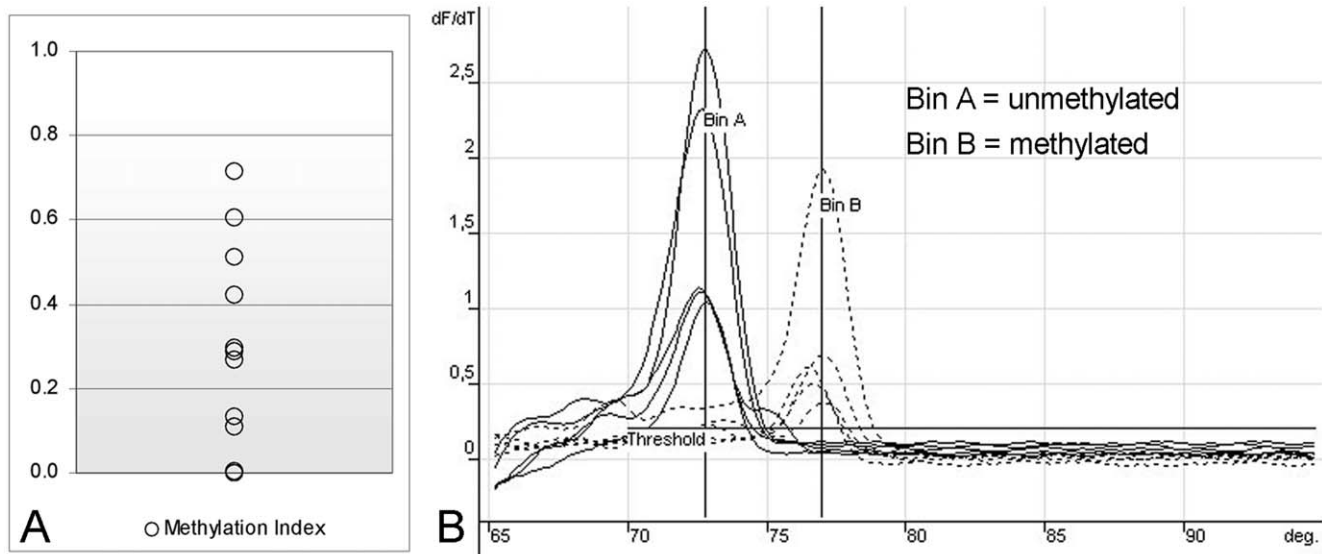 1.0
0.8
0.6
0.4
0.2
0.0
Methylation Index
A
dF/dT
2,5
2
1,5
1
0,5
0
Bin A
Bin B
Bin A = unmethylated
Bin B = methylated
Threshold
65 70 75 80 85 90 deg.
B